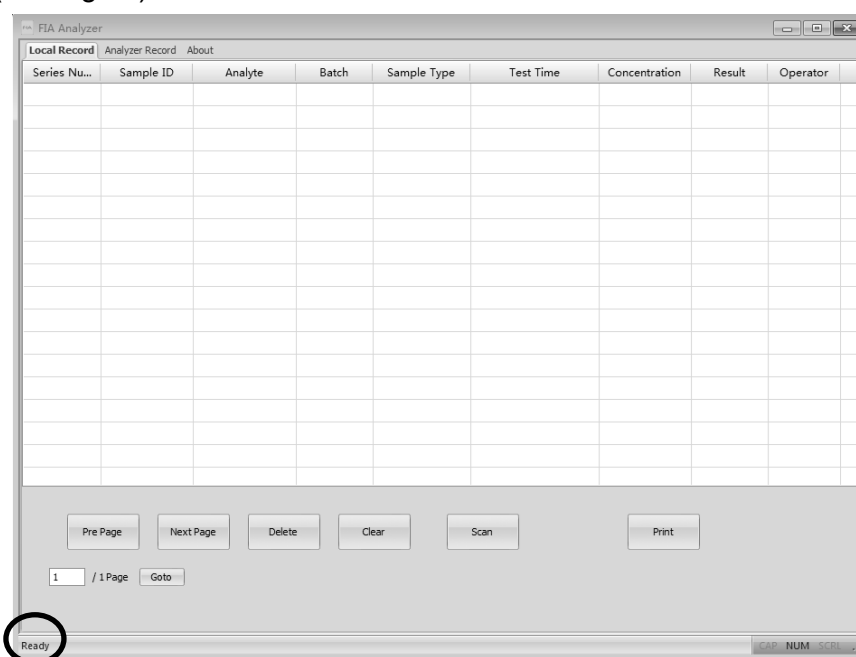 FIA Analyzer
Local Record Analyzer Record About
Series Nu... Sample ID Analyte Batch Sample Type Test Time Concentration Result Operator
Pre Page Next Page Delete Clear Scan Print
1 / 1 Page Goto
Ready CAP NUM SCRL